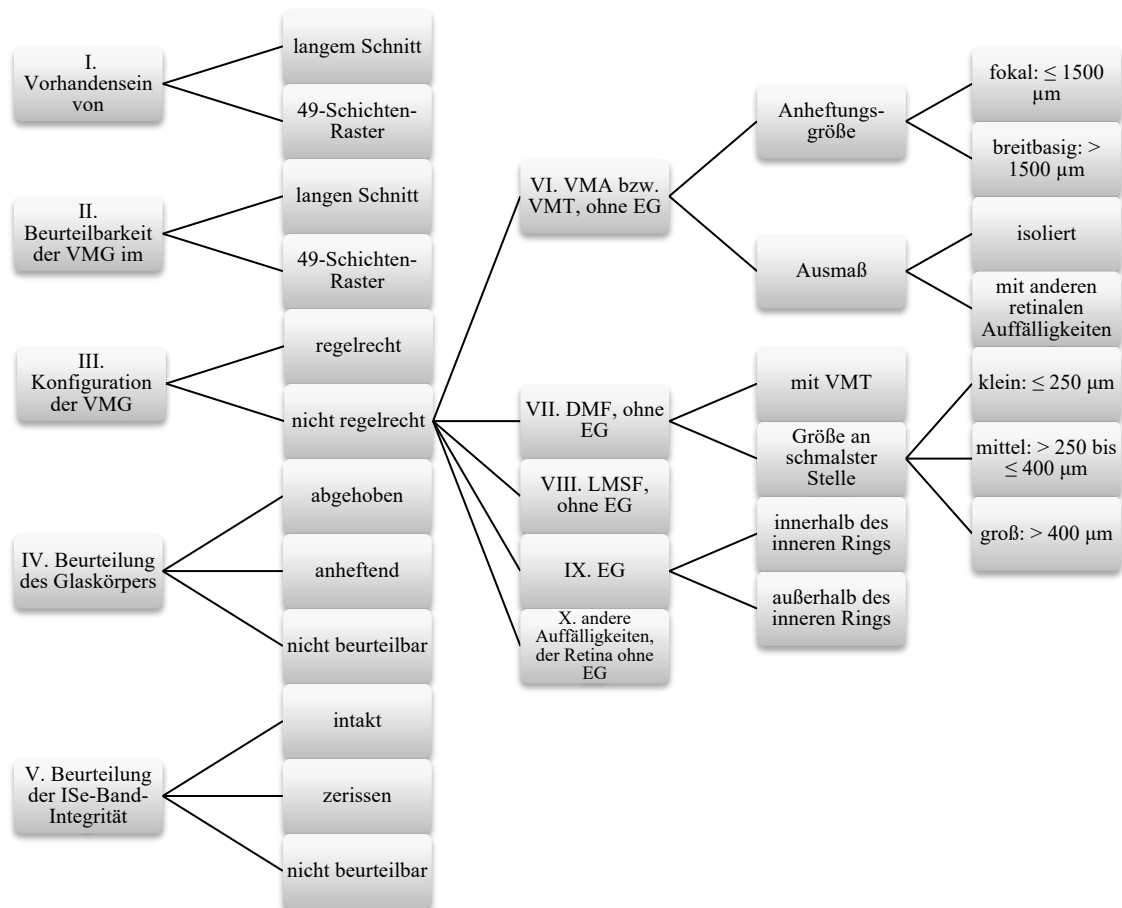 I.
Vorhandensein
von
langem Schnitt
49-Schichten-
Raster
II.
Beurteilbarkeit
der VMG im
langen Schnitt
49-Schichten-
Raster
III.
Konfiguration
der VMG
regelrecht
nicht regelrecht
IV. Beurteilung
des Glaskörpers
abgehoben
anheftend
nicht beurteilbar
V. Beurteilung
der ISe-Band-
Integrität
intakt
zerissen
nicht beurteilbar
VI. VMA bzw.
VMT, ohne EG
Anheftungs-
größe
fokal: ≤ 1500
µm
breitbasig: >
1500 µm
Ausmaß
isoliert
mit anderen
retinalen
Auffälligkeiten
VII. DMF, ohne
EG
mit VMT
Größe an
schmalster
Stelle
klein: ≤ 250 µm
mittel: > 250 bis
≤ 400 µm
groß: > 400 µm
VIII. LMSF,
ohne EG
IX. EG
innerhalb des
inneren Rings
außerhalb des
inneren Rings
X. andere
Auffälligkeiten,
der Retina ohne
EG